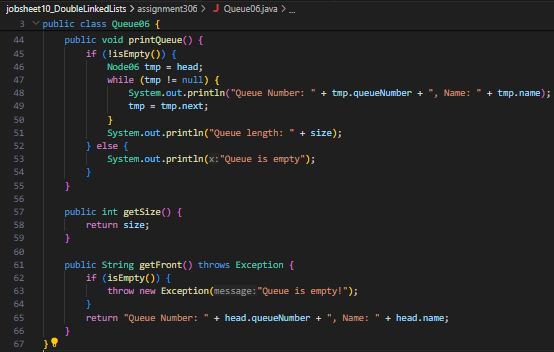 jobsheet10_DoubleLinkedLists > assignment306 > J Queue06.java > ...
3 public class Queue06 {
44 public void printQueue() {
45 if (!isEmpty()) {
46 Node06 tmp = head;
47 while (tmp != null) {
48 System.out.println("Queue Number: " + tmp.queueNumber + ", Name: " + tmp.name);
49 tmp = tmp.next;
50 }
51 System.out.println("Queue length: " + size);
52 } else {
53 System.out.println(x:"Queue is empty");
54 }
55 }
56
57 public int getSize() {
58 return size;
59 }
60
61 public String getFront() throws Exception {
62 if (isEmpty()) {
63 throw new Exception(message:"Queue is empty!");
64 }
65 return "Queue Number: " + head.queueNumber + ", Name: " + head.name;
66 }
67 }